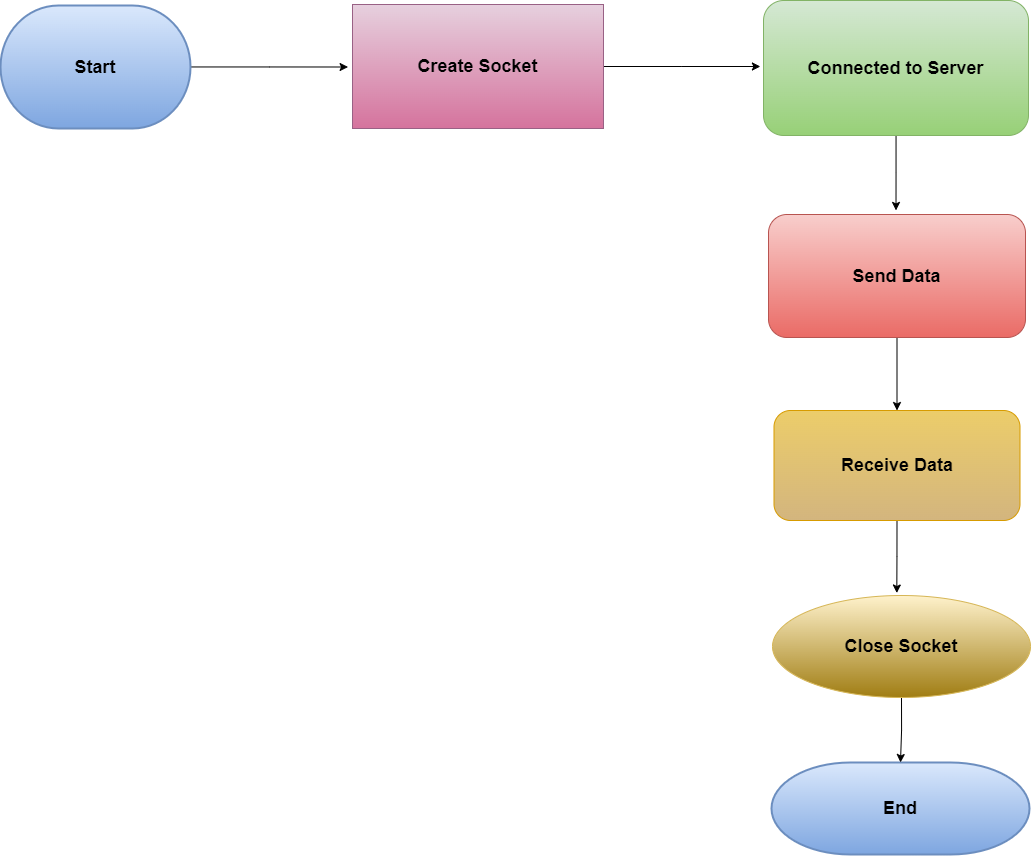 Start
Create Socket
Connected to Server
Send Data
Receive Data
Close Socket
End